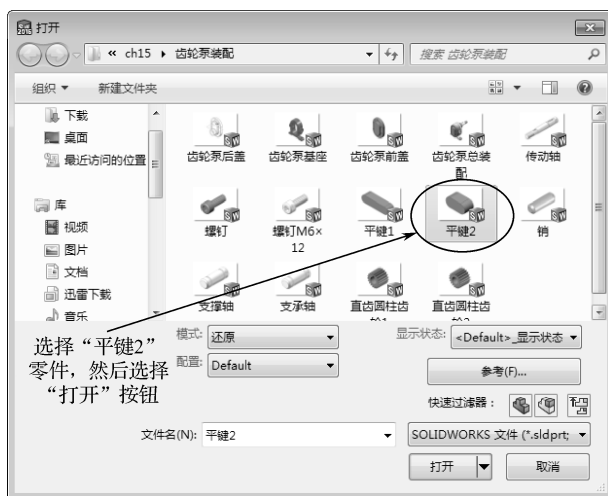 打开
« ch15 ▸ 齿轮泵装配
搜索 齿轮泵装配
组织 新建文件夹
下载
桌面
最近访问的位置
库
视频
图片
文档
迅雷下载
音乐
齿轮泵后盖 齿轮泵基座 齿轮泵前盖 齿轮泵总装配 传动轴
螺钉 螺钉M6×12 平键1 平键2 销
支撑轴 支承轴 直齿圆柱齿 直齿圆柱齿
选择“平键2”
零件，然后选择
“打开”按钮
模式: 还原
显示状态: <Default>_显示状态
配置: Default
参考(F)...
快速过滤器：
文件名(N): 平键2
SOLIDWORKS 文件 (*.sldprt;
打开 取消